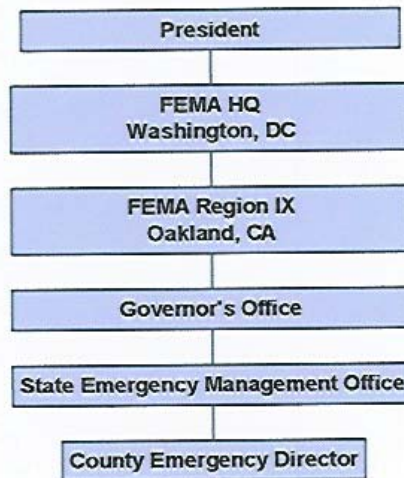 President
FEMA HQ
Washington, DC
FEMA Region IX
Oakland, CA
Governor's Office
State Emergency Management Office
County Emergency Director